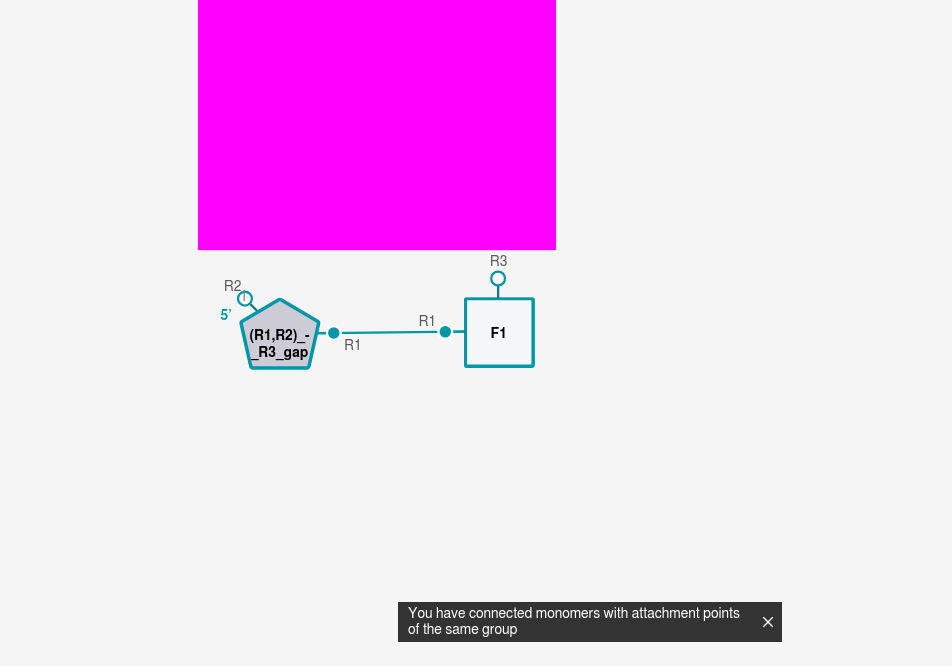 R3
R2
5’
R1
(R1,R2)_-
_R3_gap
F1
R1
You have connected monomers with attachment points
of the same group